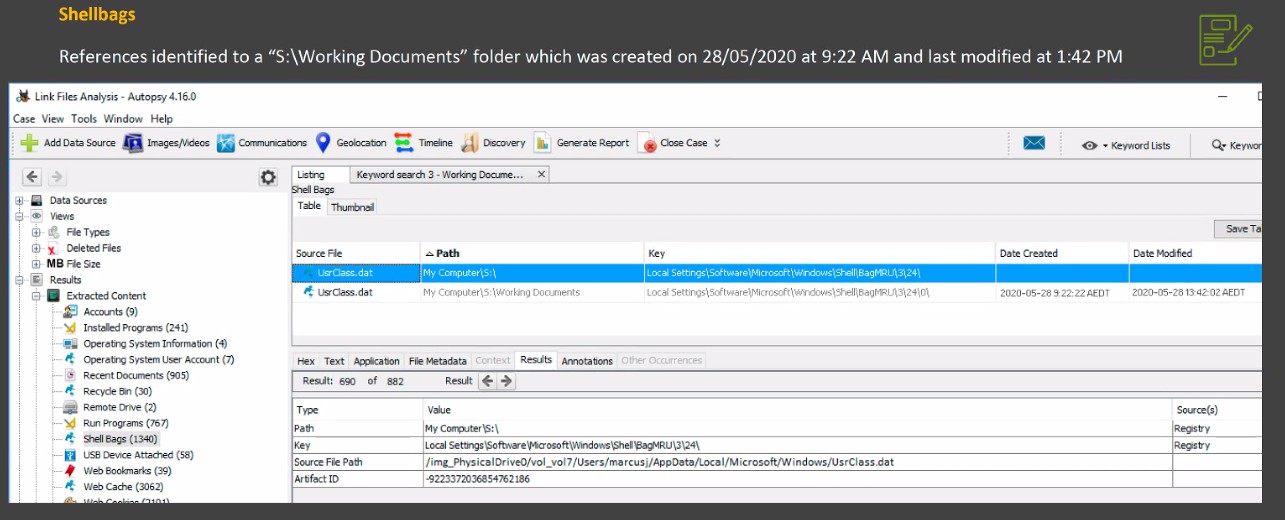 Shellbags
References identified to a “S:\Working Documents” folder which was created on 28/05/2020 at 9:22 AM and last modified at 1:42 PM
Link Files Analysis - Autopsy 4.16.0
Case View Tools Window Help
Add Data Source Images/Videos Communications Geolocation Timeline Discovery Generate Report Close Case Keyword Lists Keywor
Listing Keyword search 3 - Working Docume...
Shell Bags
Table Thumbnail
Save Ta
Source File Path Key Date Created Date Modified
UsrClass.dat My Computer\S:\ Local Settings\Software\Microsoft\Windows\Shell\BagMRU\3\24\
UsrClass.dat My Computer\S:\Working Documents Local Settings\Software\Microsoft\Windows\Shell\BagMRU\3\24\0\ 2020-05-28 9:22:22 AEDT 2020-05-28 13:42:02 AEDT
Data Sources
Views
File Types
Deleted Files
MB File Size
Results
Extracted Content
Accounts (9)
Installed Programs (241)
Operating System Information (4)
Operating System User Account (7)
Recent Documents (905)
Recycle Bin (30)
Remote Drive (2)
Run Programs (767)
Shell Bags (1340)
USB Device Attached (58)
Web Bookmarks (39)
Web Cache (3062)
Web Cookies (2101)
Hex Text Application File Metadata Context Results Annotations Other Occurrences
Result: 690 of 882 Result
Type Value Source(s)
Path My Computer\S:\ Registry
Key Local Settings\Software\Microsoft\Windows\Shell\BagMRU\3\24\ Registry
Source File Path /img_PhysicalDrive0/vol_vol7/Users/marcusj/AppData/Local/Microsoft/Windows/UsrClass.dat
Artifact ID -9223372036854762186